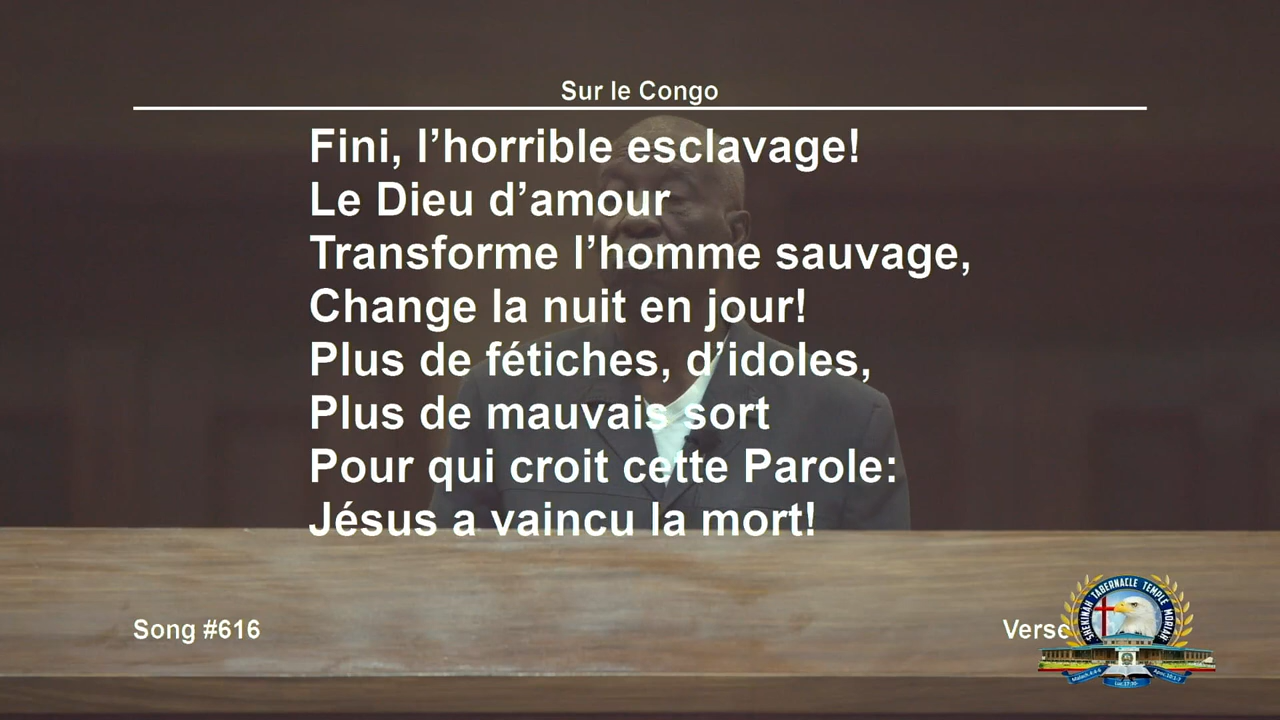 Sur le Congo
Fini, l’horrible esclavage!
Le Dieu d’amour
Transforme l’homme sauvage,
Change la nuit en jour!
Plus de fétiches, d’idoles,
Plus de mauvais sort
Pour qui croit cette Parole:
Jésus a vaincu la mort!
Song #616
Verse
SHEKINAH TABERNACLE TEMPLE MORIAH